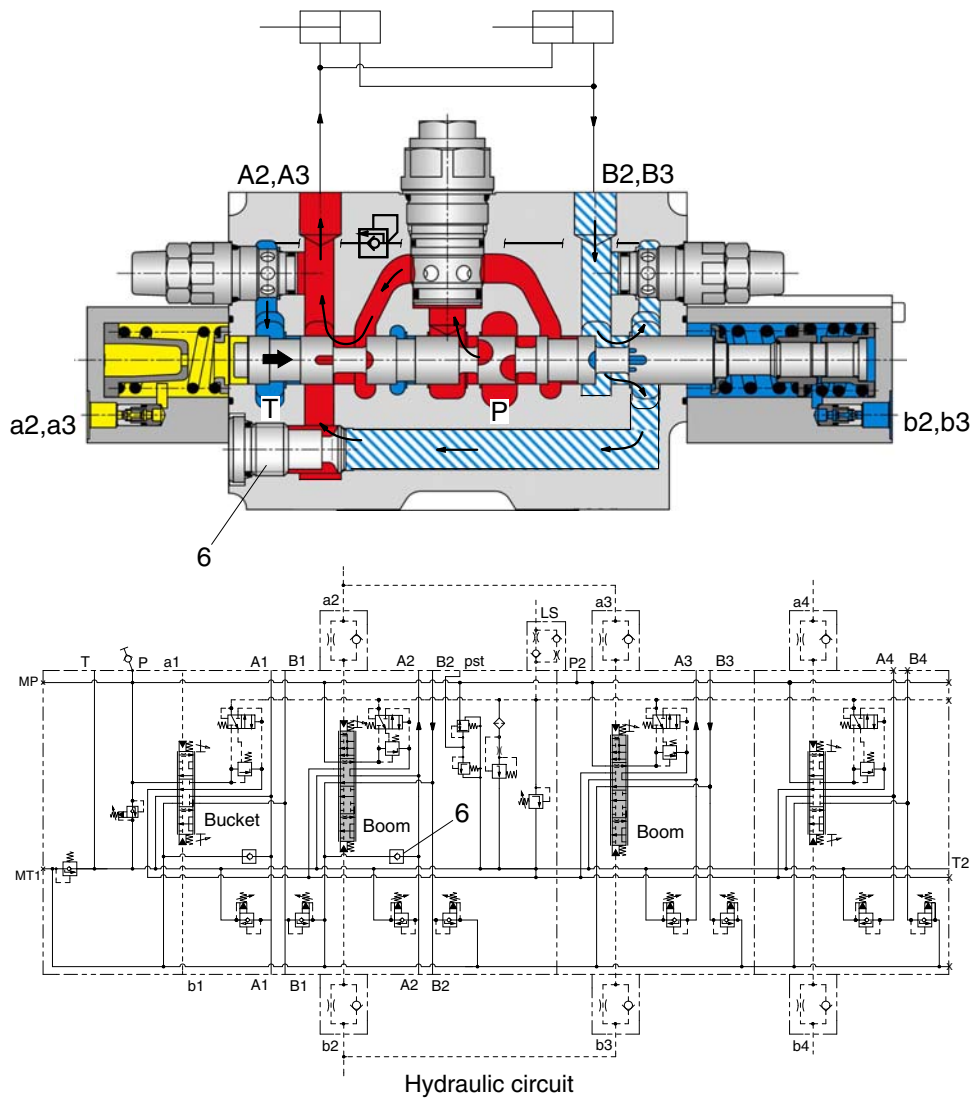 A2,A3
B2,B3
T
P
a2,a3
b2,b3
6
a2
LS
a3
a4
T
P
a1
A1
B1
A2
B2
pst
P2
A3
B3
A4
B4
MP
Bucket
Boom
6
Boom
MT1
T2
b1
A1
B1
A2
B2
b2
b3
b4
Hydraulic circuit